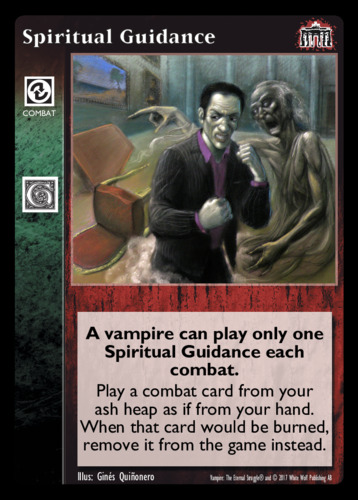 Spiritual Guidance
COMBAT
A vampire can play only one
Spiritual Guidance each
combat.
Play a combat card from your
ash heap as if from your hand.
When that card would be burned,
remove it from the game instead.
Illus: Ginés Quiñonero
Vampire: The Eternal Struggle® and © 2017 White Wolf Publishing AB